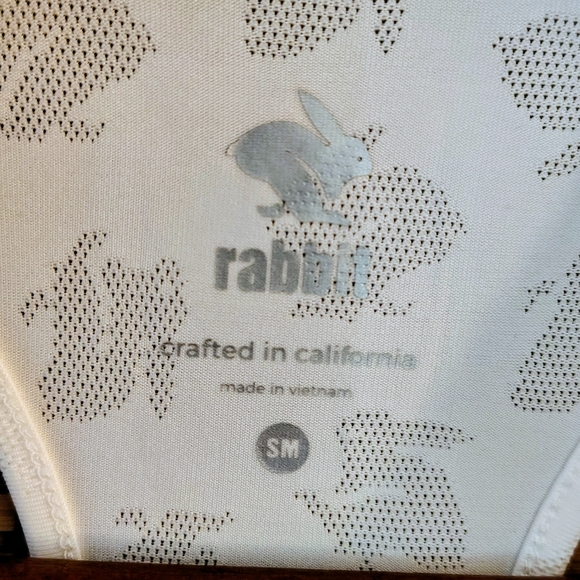 rabbit
crafted in california
made in vietnam
SM